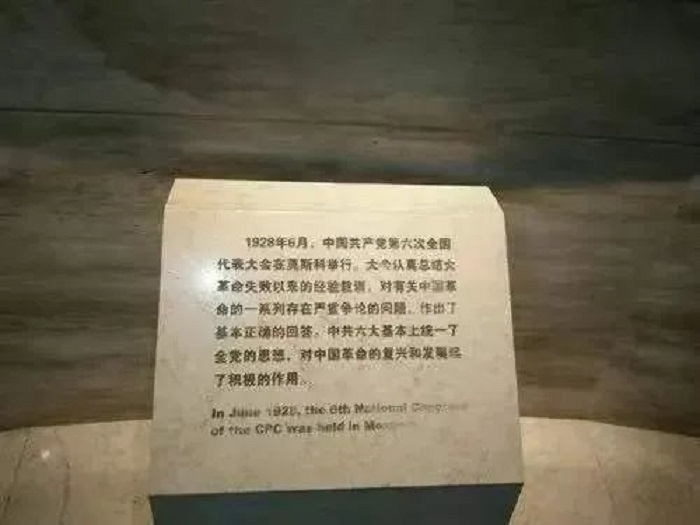 1928年6月，中国共产党第六次全国
代表大会在莫斯科举行。大会认真总结大
革命失败以来的经验教训，对有关中国革
命的一系列存在严重争论的问题，作出了
基本正确的回答。中共六大基本上统一了
全党的思想，对中国革命的复兴和发展起
了积极的作用。
In June 1928, the 6th National Congress
of the CPC was held in